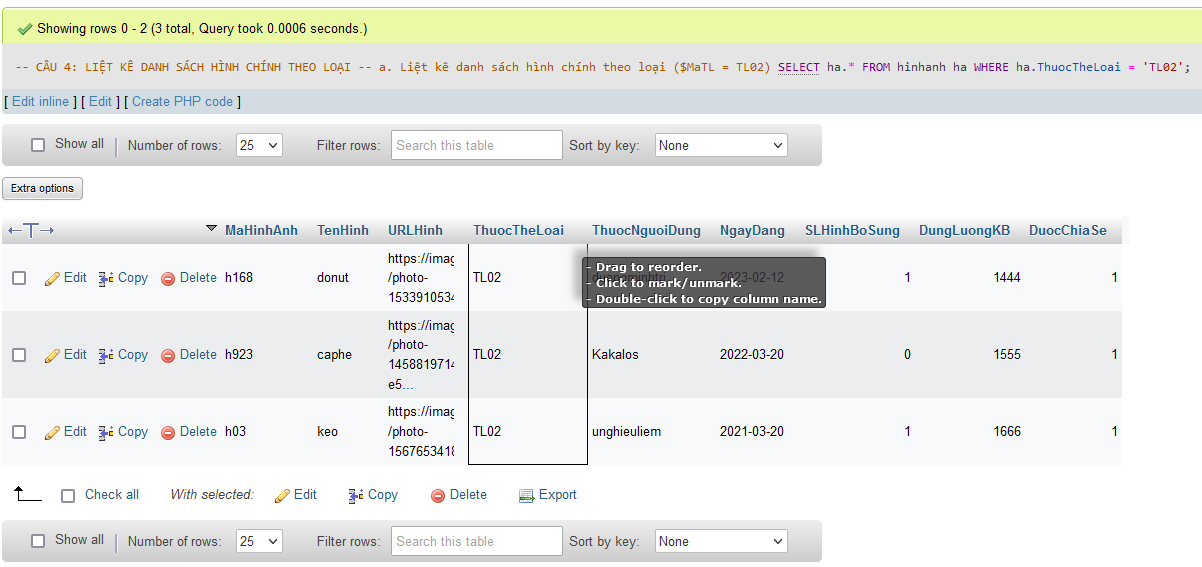 Showing rows 0 - 2 (3 total, Query took 0.0006 seconds.)
-- CÂU 4: LIỆT KÊ DANH SÁCH HÌNH CHÍNH THEO LOẠI -- a. Liệt kê danh sách hình chính theo loại ($MaTL = TL02) SELECT ha.* FROM hinhanh ha WHERE ha.ThuocTheLoai = 'TL02';
[ Edit inline ] [ Edit ] [ Create PHP code ]
Show all Number of rows: 25 Filter rows: Search this table Sort by key: None
Extra options
MaHinhAnh TenHinh URLHinh ThuocTheLoai ThuocNguoiDung NgayDang SLHinhBoSung DungLuongKB DuocChiaSe
Edit Copy Delete h168 donut https://imag TL02 2023-02-12 1 1444 1
/photo-
1533910534
- Drag to reorder.
- Click to mark/unmark.
- Double-click to copy column name.
Edit Copy Delete h923 caphe https://imag TL02 Kakalos 2022-03-20 0 1555 1
/photo-
1458819714
e5...
Edit Copy Delete h03 keo https://imag TL02 unghieuliem 2021-03-20 1 1666 1
/photo-
1567653418
Check all With selected: Edit Copy Delete Export
Show all Number of rows: 25 Filter rows: Search this table Sort by key: None